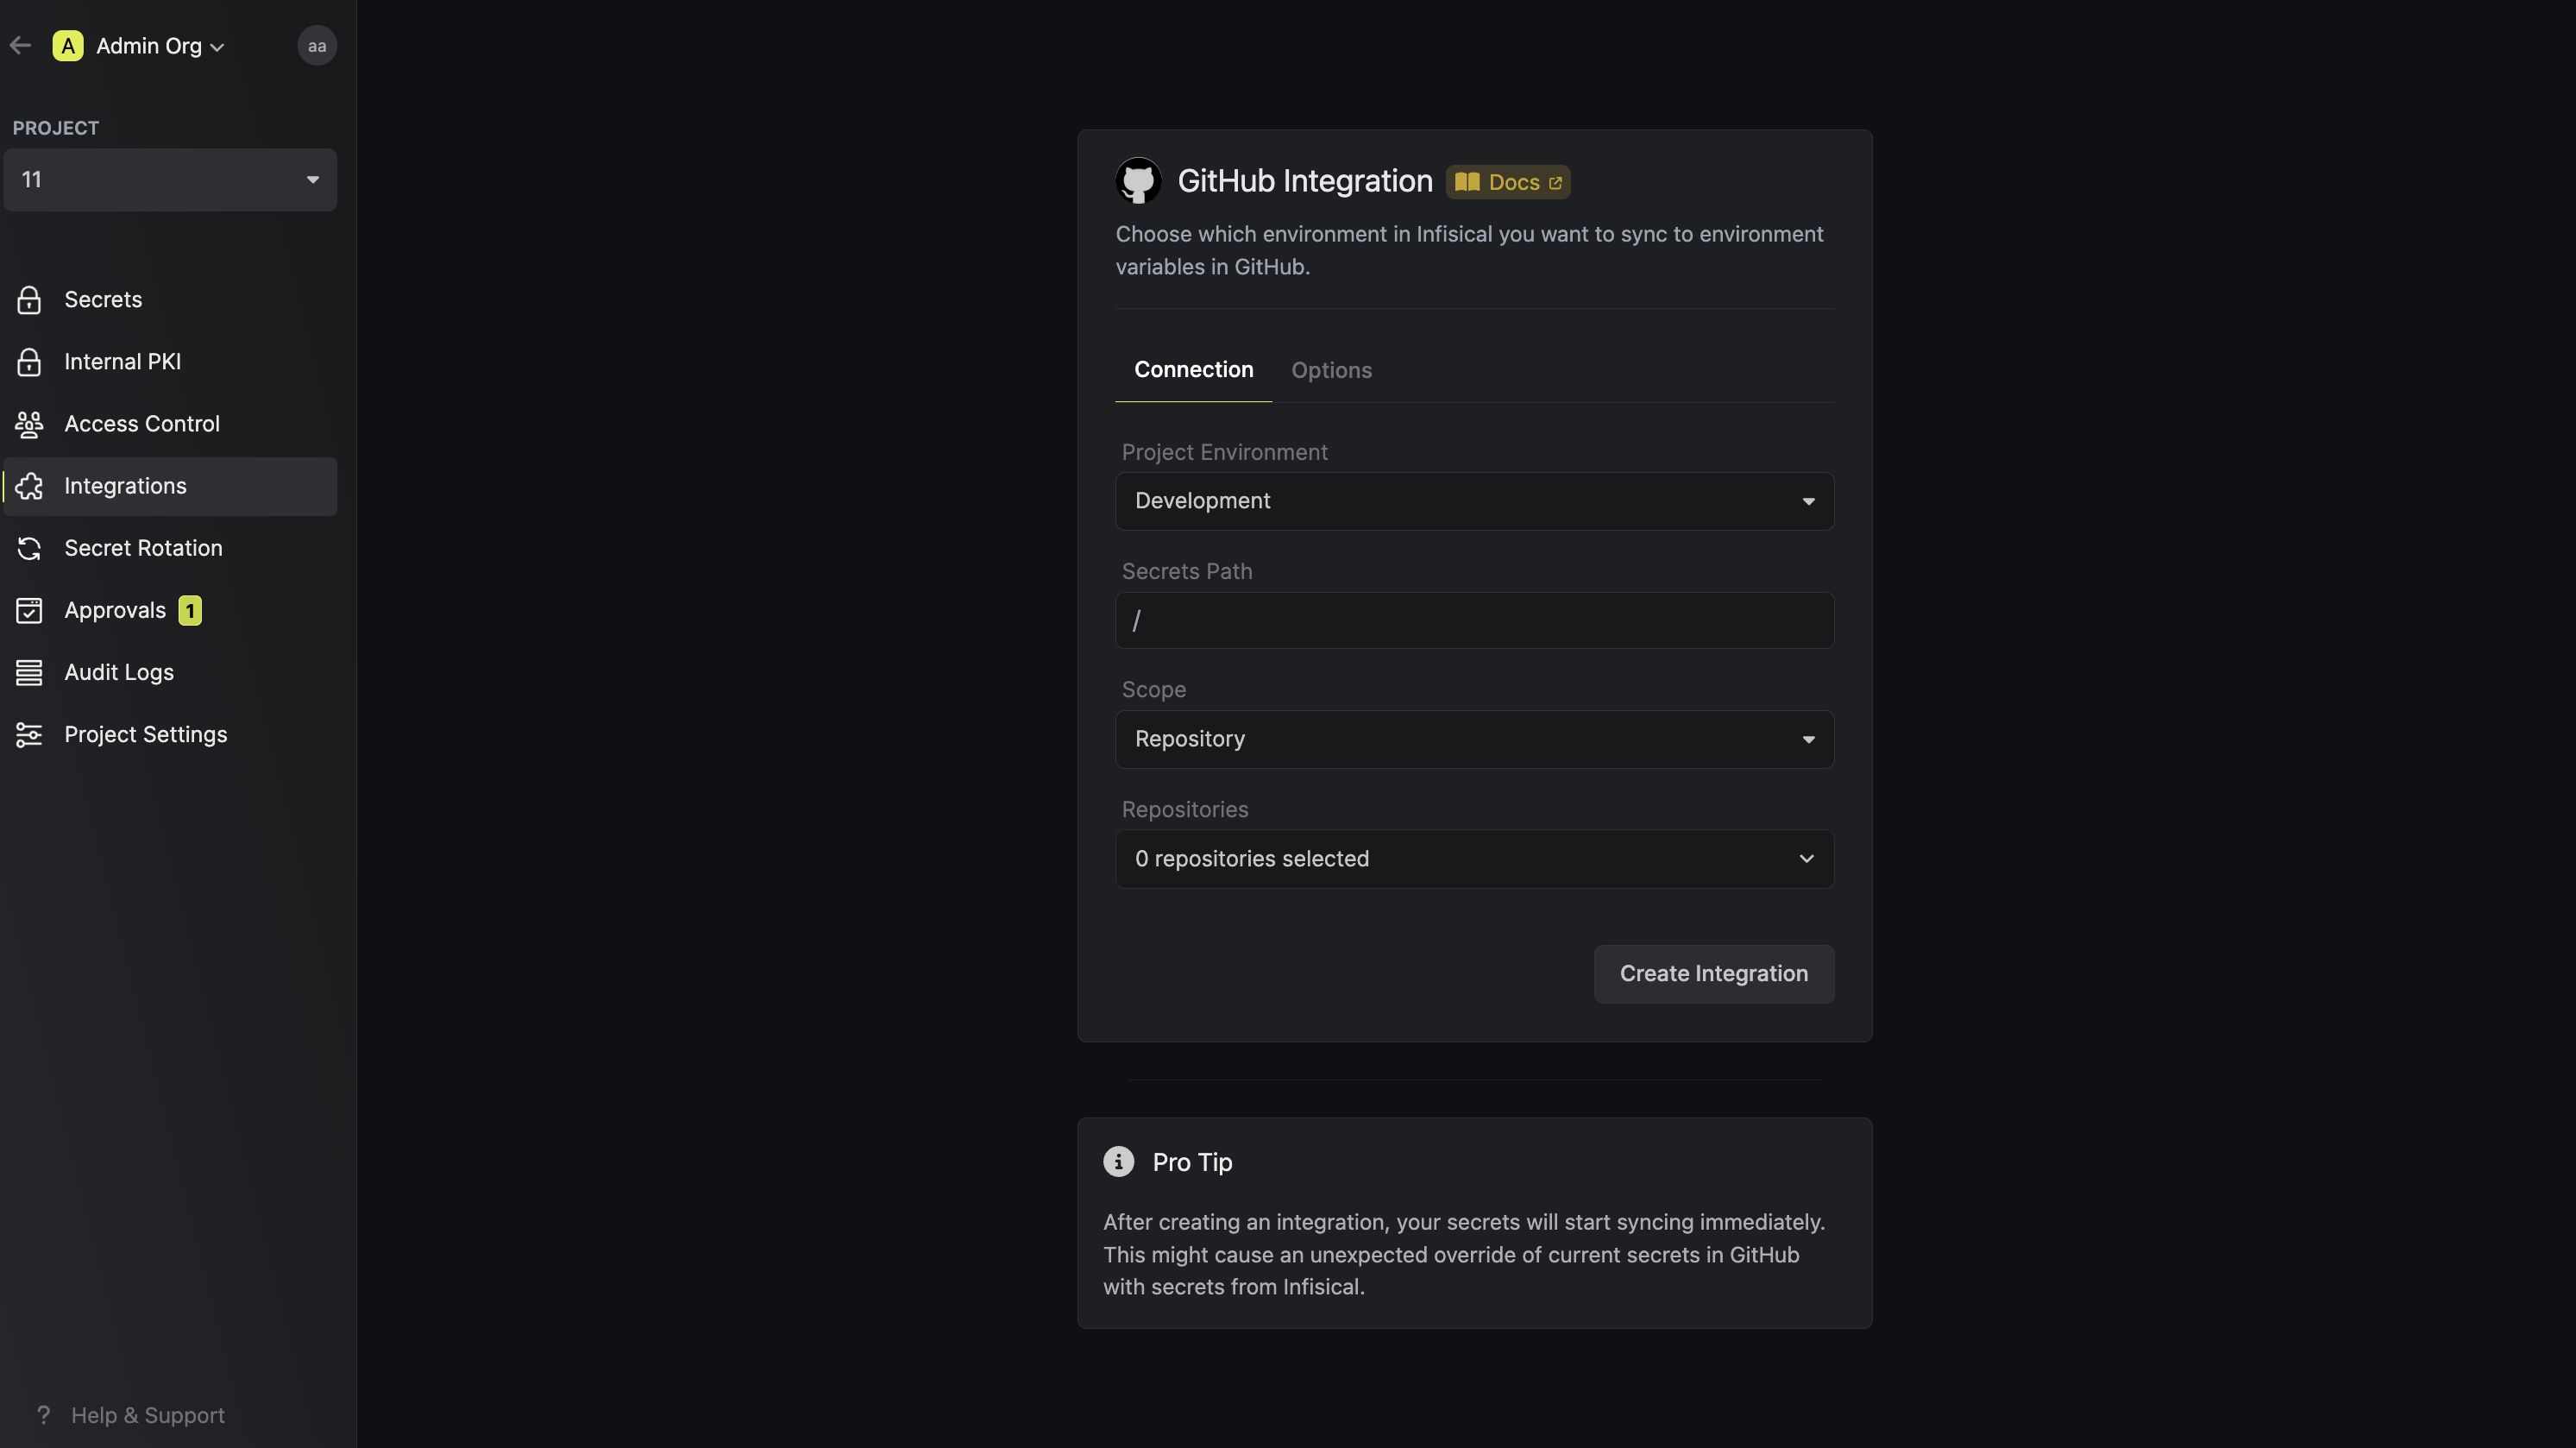 A Admin Org
aa
PROJECT
11
Secrets
Internal PKI
Access Control
Integrations
Secret Rotation
Approvals 1
Audit Logs
Project Settings
? Help & Support
GitHub Integration
Docs
Choose which environment in Infisical you want to sync to environment
variables in GitHub.
Connection
Options
Project Environment
Development
Secrets Path
/
Scope
Repository
Repositories
0 repositories selected
Create Integration
Pro Tip
After creating an integration, your secrets will start syncing immediately.
This might cause an unexpected override of current secrets in GitHub
with secrets from Infisical.